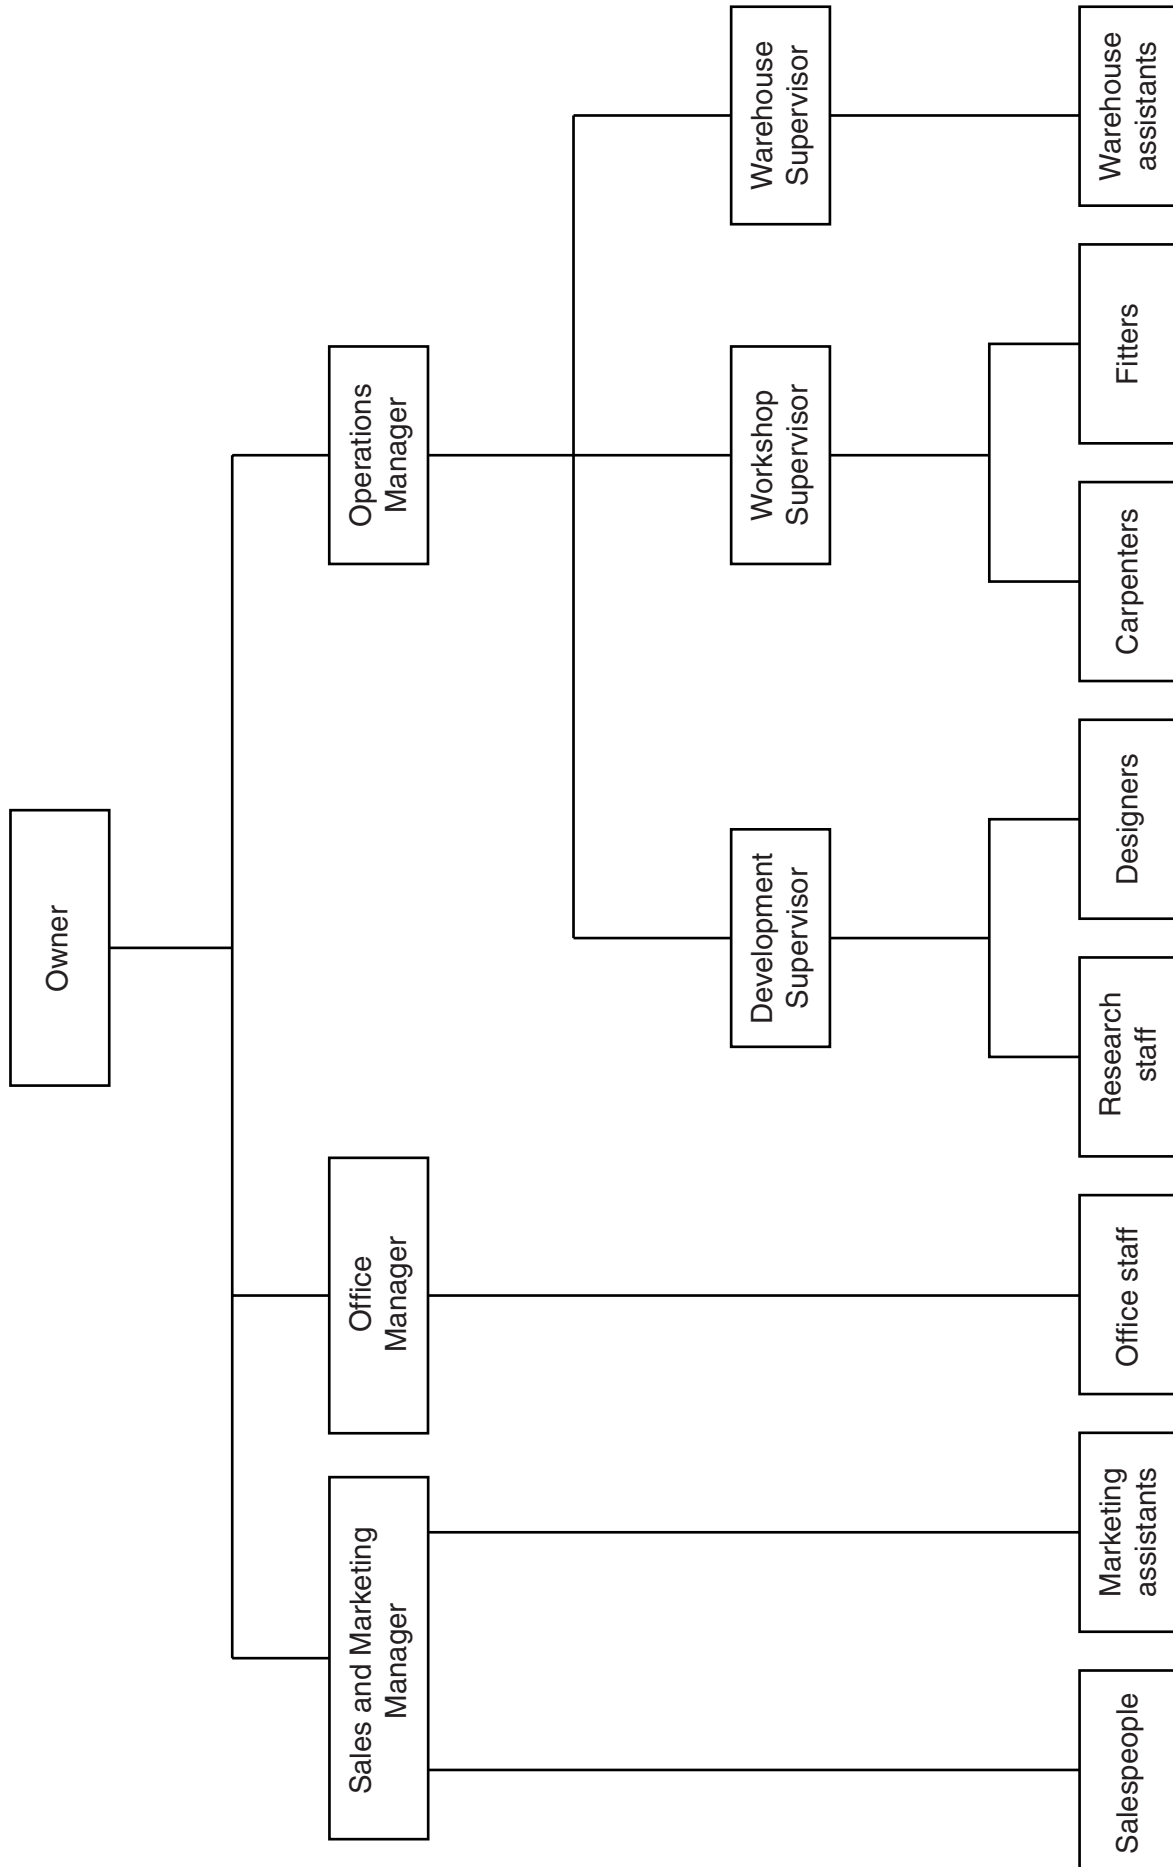 Owner
Sales and Marketing
Manager
Office
Manager
Operations
Manager
Development
Supervisor
Workshop
Supervisor
Warehouse
Supervisor
Salespeople
Marketing
assistants
Office staff
Research
staff
Designers
Carpenters
Fitters
Warehouse
assistants